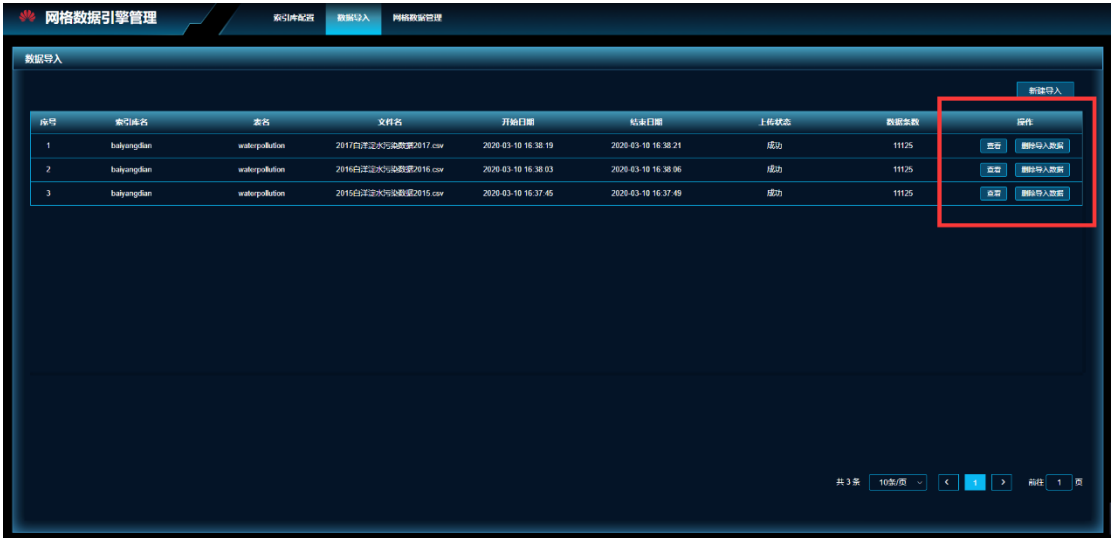 网格数据引擎管理 索引库配置 数据导入 网格数据管理
数据导入
新建导入
序号 索引库名 表名 文件名 开始日期 结束日期 上传状态 数据条数 操作
1 baiyangdian waterpollution 2017白洋淀水污染数据2017.csv 2020-03-10 16:38:19 2020-03-10 16:38:21 成功 11125 查看 删除导入数据
2 baiyangdian waterpollution 2016白洋淀水污染数据2016.csv 2020-03-10 16:38:03 2020-03-10 16:38:06 成功 11125 查看 删除导入数据
3 baiyangdian waterpollution 2015白洋淀水污染数据2015.csv 2020-03-10 16:37:45 2020-03-10 16:37:49 成功 11125 查看 删除导入数据
共 3 条 10条/页 1 前往 1 页